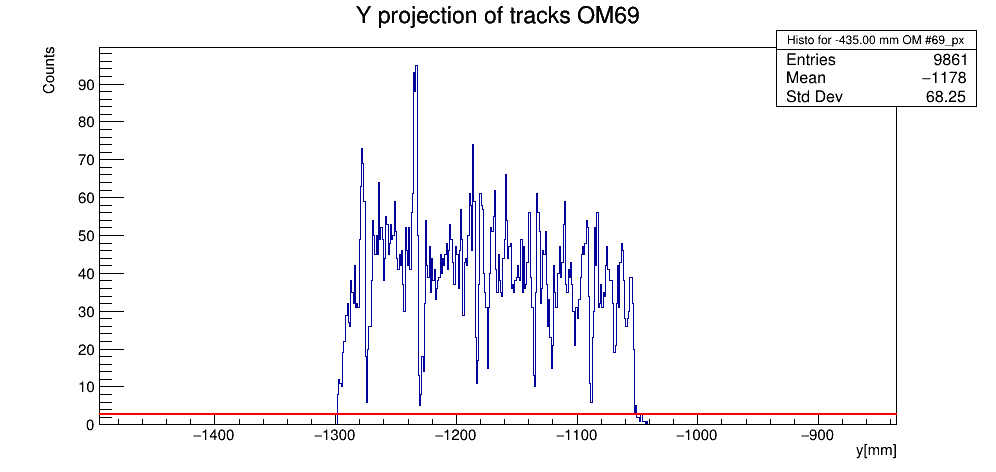 Y projection of tracks OM69
Histo for -435.00 mm OM #69_px
Entries 9861
Mean −1178
Std Dev 68.25
Counts
90
80
70
60
50
40
30
20
10
0
−1400 −1300 −1200 −1100 −1000 −900
y[mm]